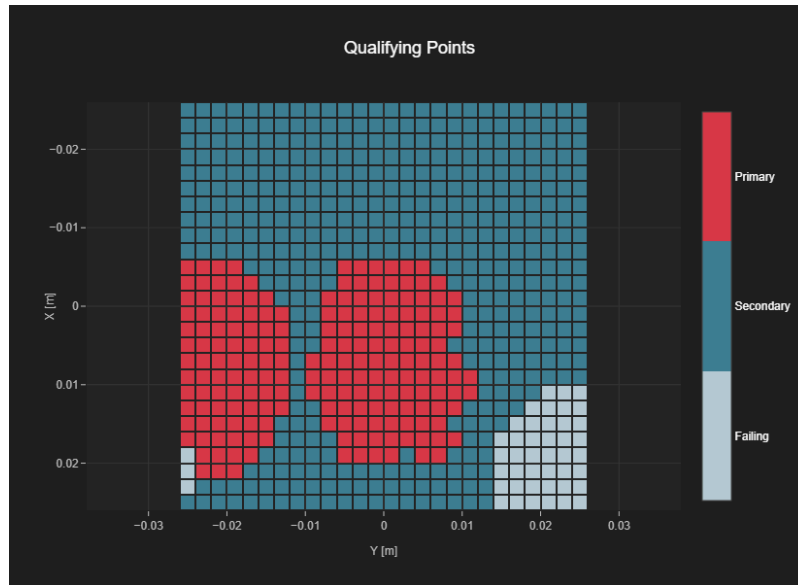 Qualifying Points
−0.02
−0.01
0
0.01
0.02
X [m]
−0.03
−0.02
−0.01
0
0.01
0.02
0.03
Y [m]
Primary
Secondary
Failing